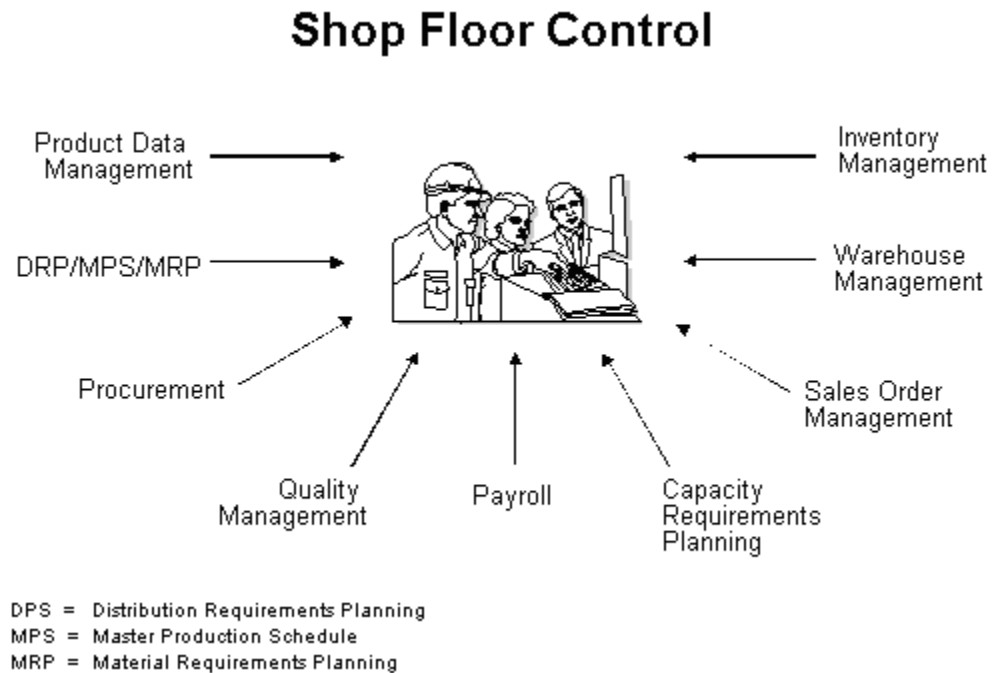 Shop Floor Control
Product Data
Management
Inventory
Management
DRP/MPS/MRP
Warehouse
Management
Procurement
Sales Order
Management
Quality
Management
Payroll
Capacity
Requirements
Planning
DPS = Distribution Requirements Planning
MPS = Master Production Schedule
MRP = Material Requirements Planning